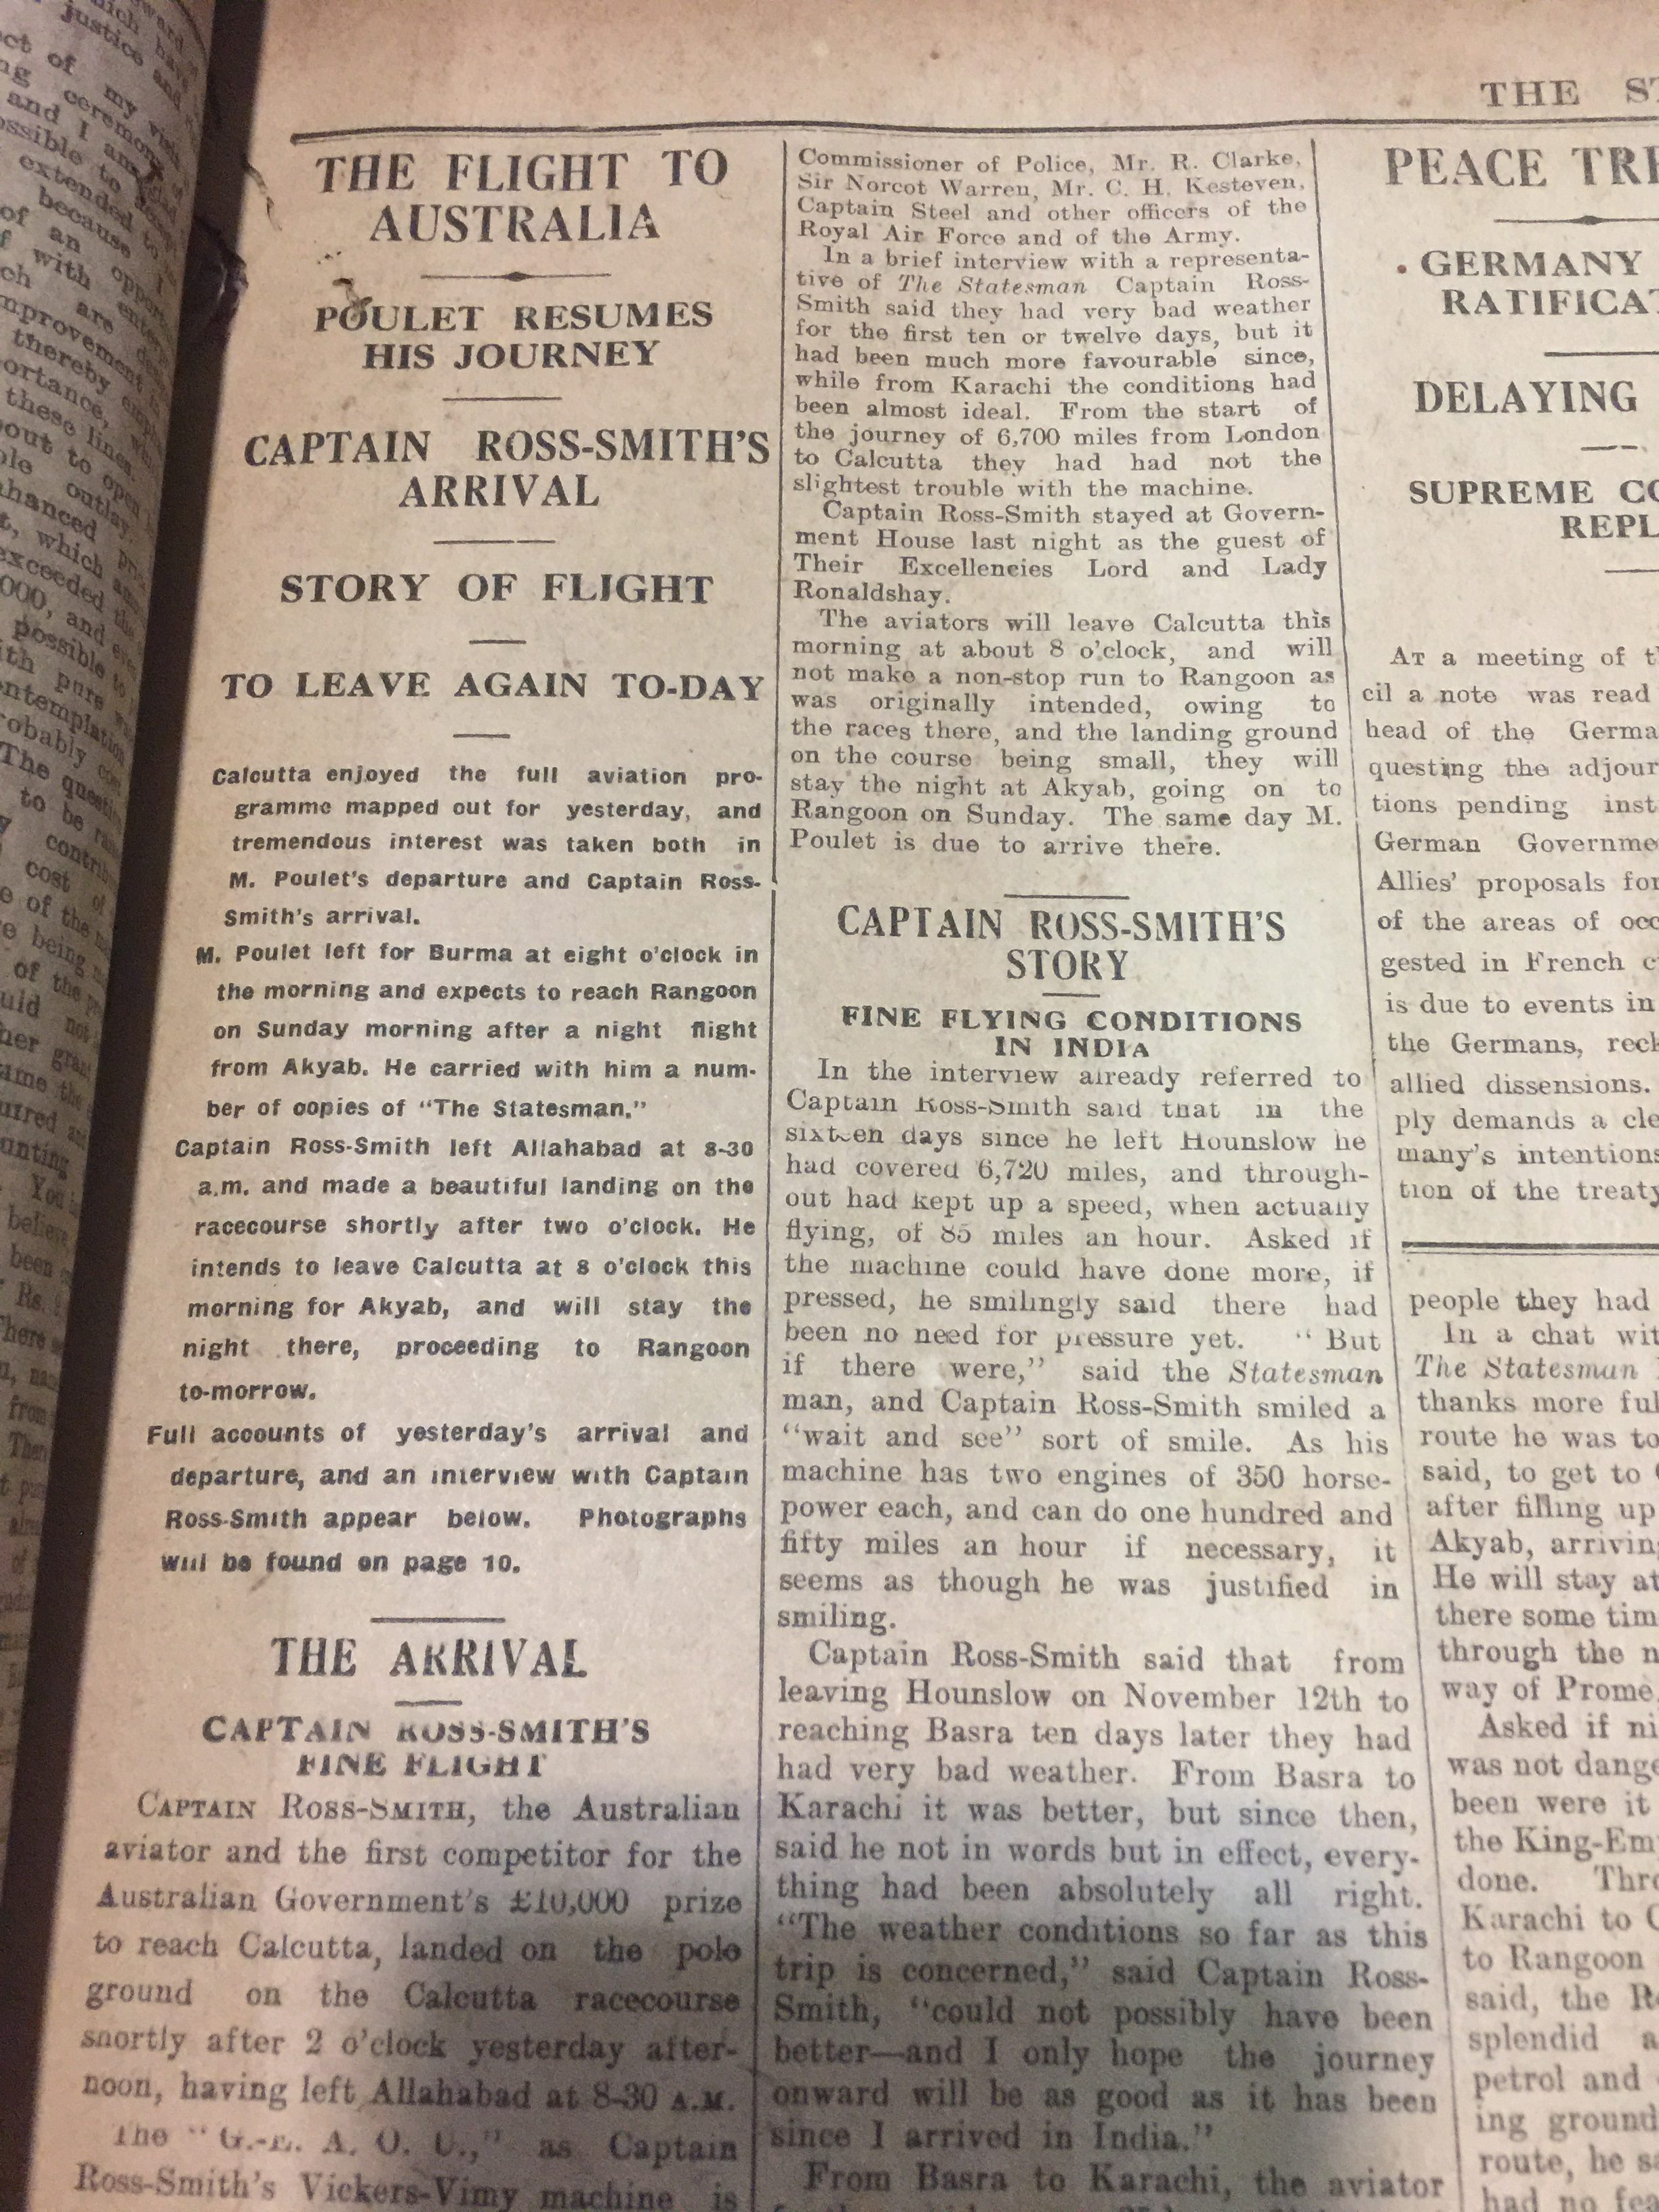 THE ST
THE FLIGHT TO
AUSTRALIA
POULET RESUMES
HIS JOURNEY
CAPTAIN ROSS-SMITH'S
ARRIVAL
STORY OF FLIGHT
TO LEAVE AGAIN TO-DAY
Calcutta enjoyed the full aviation pro-
gramme mapped out for yesterday, and
tremendous interest was taken both in
M. Poulet's departure and Captain Ross-
Smith's arrival.
M. Poulet left for Burma at eight o'clock in
the morning and expects to reach Rangoon
on Sunday morning after a night flight
from Akyab. He carried with him a num-
ber of copies of "The Statesman."
Captain Ross-Smith left Allahabad at 8-30
a.m. and made a beautiful landing on the
racecourse shortly after two o'clock. He
intends to leave Calcutta at 8 o'clock this
morning for Akyab, and will stay the
night there, proceeding to Rangoon
to-morrow.
Full accounts of yesterday's arrival and
departure, and an interview with Captain
Ross-Smith appear below. Photographs
will be found on page 10.
THE ARRIVAL
CAPTAIN ROSS-SMITH'S
FINE FLIGHT
CAPTAIN ROSS-SMITH, the Australian
aviator and the first competitor for the
Australian Government's £10,000 prize
to reach Calcutta, landed on the polo
ground on the Calcutta racecourse
shortly after 2 o'clock yesterday after-
noon, having left Allahabad at 8-30 A.M.
The "G.-E. A. O. U.," as Captain
Ross-Smith's Vickers-Vimy machine is
Commissioner of Police, Mr. R. Clarke,
Sir Norcot Warren, Mr. C. H. Kesteven,
Captain Steel and other officers of the
Royal Air Force and of the Army.
In a brief interview with a representa-
tive of The Statesman Captain Ross-
Smith said they had very bad weather
for the first ten or twelve days, but it
had been much more favourable since,
while from Karachi the conditions had
been almost ideal. From the start of
the journey of 6,700 miles from London
to Calcutta they had had not the
slightest trouble with the machine.
Captain Ross-Smith stayed at Govern-
ment House last night as the guest of
Their Excellencies Lord and Lady
Ronaldshay.
The aviators will leave Calcutta this
morning at about 8 o'clock, and will
not make a non-stop run to Rangoon as
was originally intended, owing to
the races there, and the landing ground
on the course being small, they will
stay the night at Akyab, going on to
Rangoon on Sunday. The same day M.
Poulet is due to arrive there.
CAPTAIN ROSS-SMITH'S
STORY
FINE FLYING CONDITIONS
IN INDIA
In the interview already referred to
Captain Ross-Smith said that in the
sixteen days since he left Hounslow he
had covered 6,720 miles, and through-
out had kept up a speed, when actually
flying, of 85 miles an hour. Asked if
the machine could have done more, if
pressed, he smilingly said there had
been no need for pressure yet. "But
if there were," said the Statesman
man, and Captain Ross-Smith smiled a
"wait and see" sort of smile. As his
machine has two engines of 350 horse-
power each, and can do one hundred and
fifty miles an hour if necessary, it
seems as though he was justified in
smiling.
Captain Ross-Smith said that from
leaving Hounslow on November 12th to
reaching Basra ten days later they had
had very bad weather. From Basra to
Karachi it was better, but since then,
said he not in words but in effect, every-
thing had been absolutely all right.
"The weather conditions so far as this
trip is concerned," said Captain Ross-
Smith, "could not possibly have been
better—and I only hope the journey
onward will be as good as it has been
since I arrived in India."
From Basra to Karachi, the aviator
PEACE TRE
GERMANY
RATIFICAT
DELAYING
SUPREME CO
REPL
AT a meeting of t
cil a note was read
head of the Germa
questing the adjour
tions pending inst
German Governme
Allies' proposals for
of the areas of occ
gested in French c
is due to events in
the Germans, reck
allied dissensions.
ply demands a cle
many's intentions
tion of the treaty
people they had
In a chat wit
The Statesman
thanks more ful
route he was to
said, to get to
after filling up
Akyab, arriving
He will stay at
there some tim
through the n
way of Prome,
Asked if ni
was not dange
been were it
the King-Em
done. Thro
Karachi to C
to Rangoon
said, the R
splendid a
petrol and
ing ground
route, he sa
had no fea